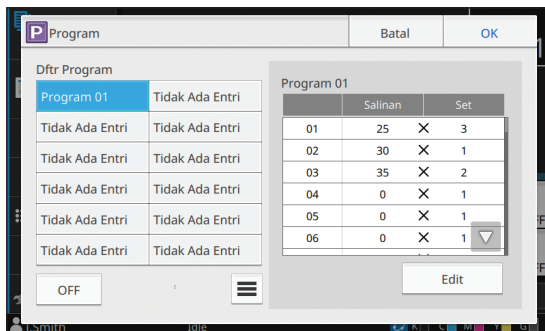 P Program
Batal
OK
Dftr Program
Program 01 Tidak Ada Entri
Tidak Ada Entri Tidak Ada Entri
Tidak Ada Entri Tidak Ada Entri
Tidak Ada Entri Tidak Ada Entri
Tidak Ada Entri Tidak Ada Entri
Tidak Ada Entri Tidak Ada Entri
OFF
Program 01
Salinan Set
01 25 × 3
02 30 × 1
03 35 × 2
04 0 × 1
05 0 × 1
06 0 × 1
Edit
J.Smith Idle K C M Y G